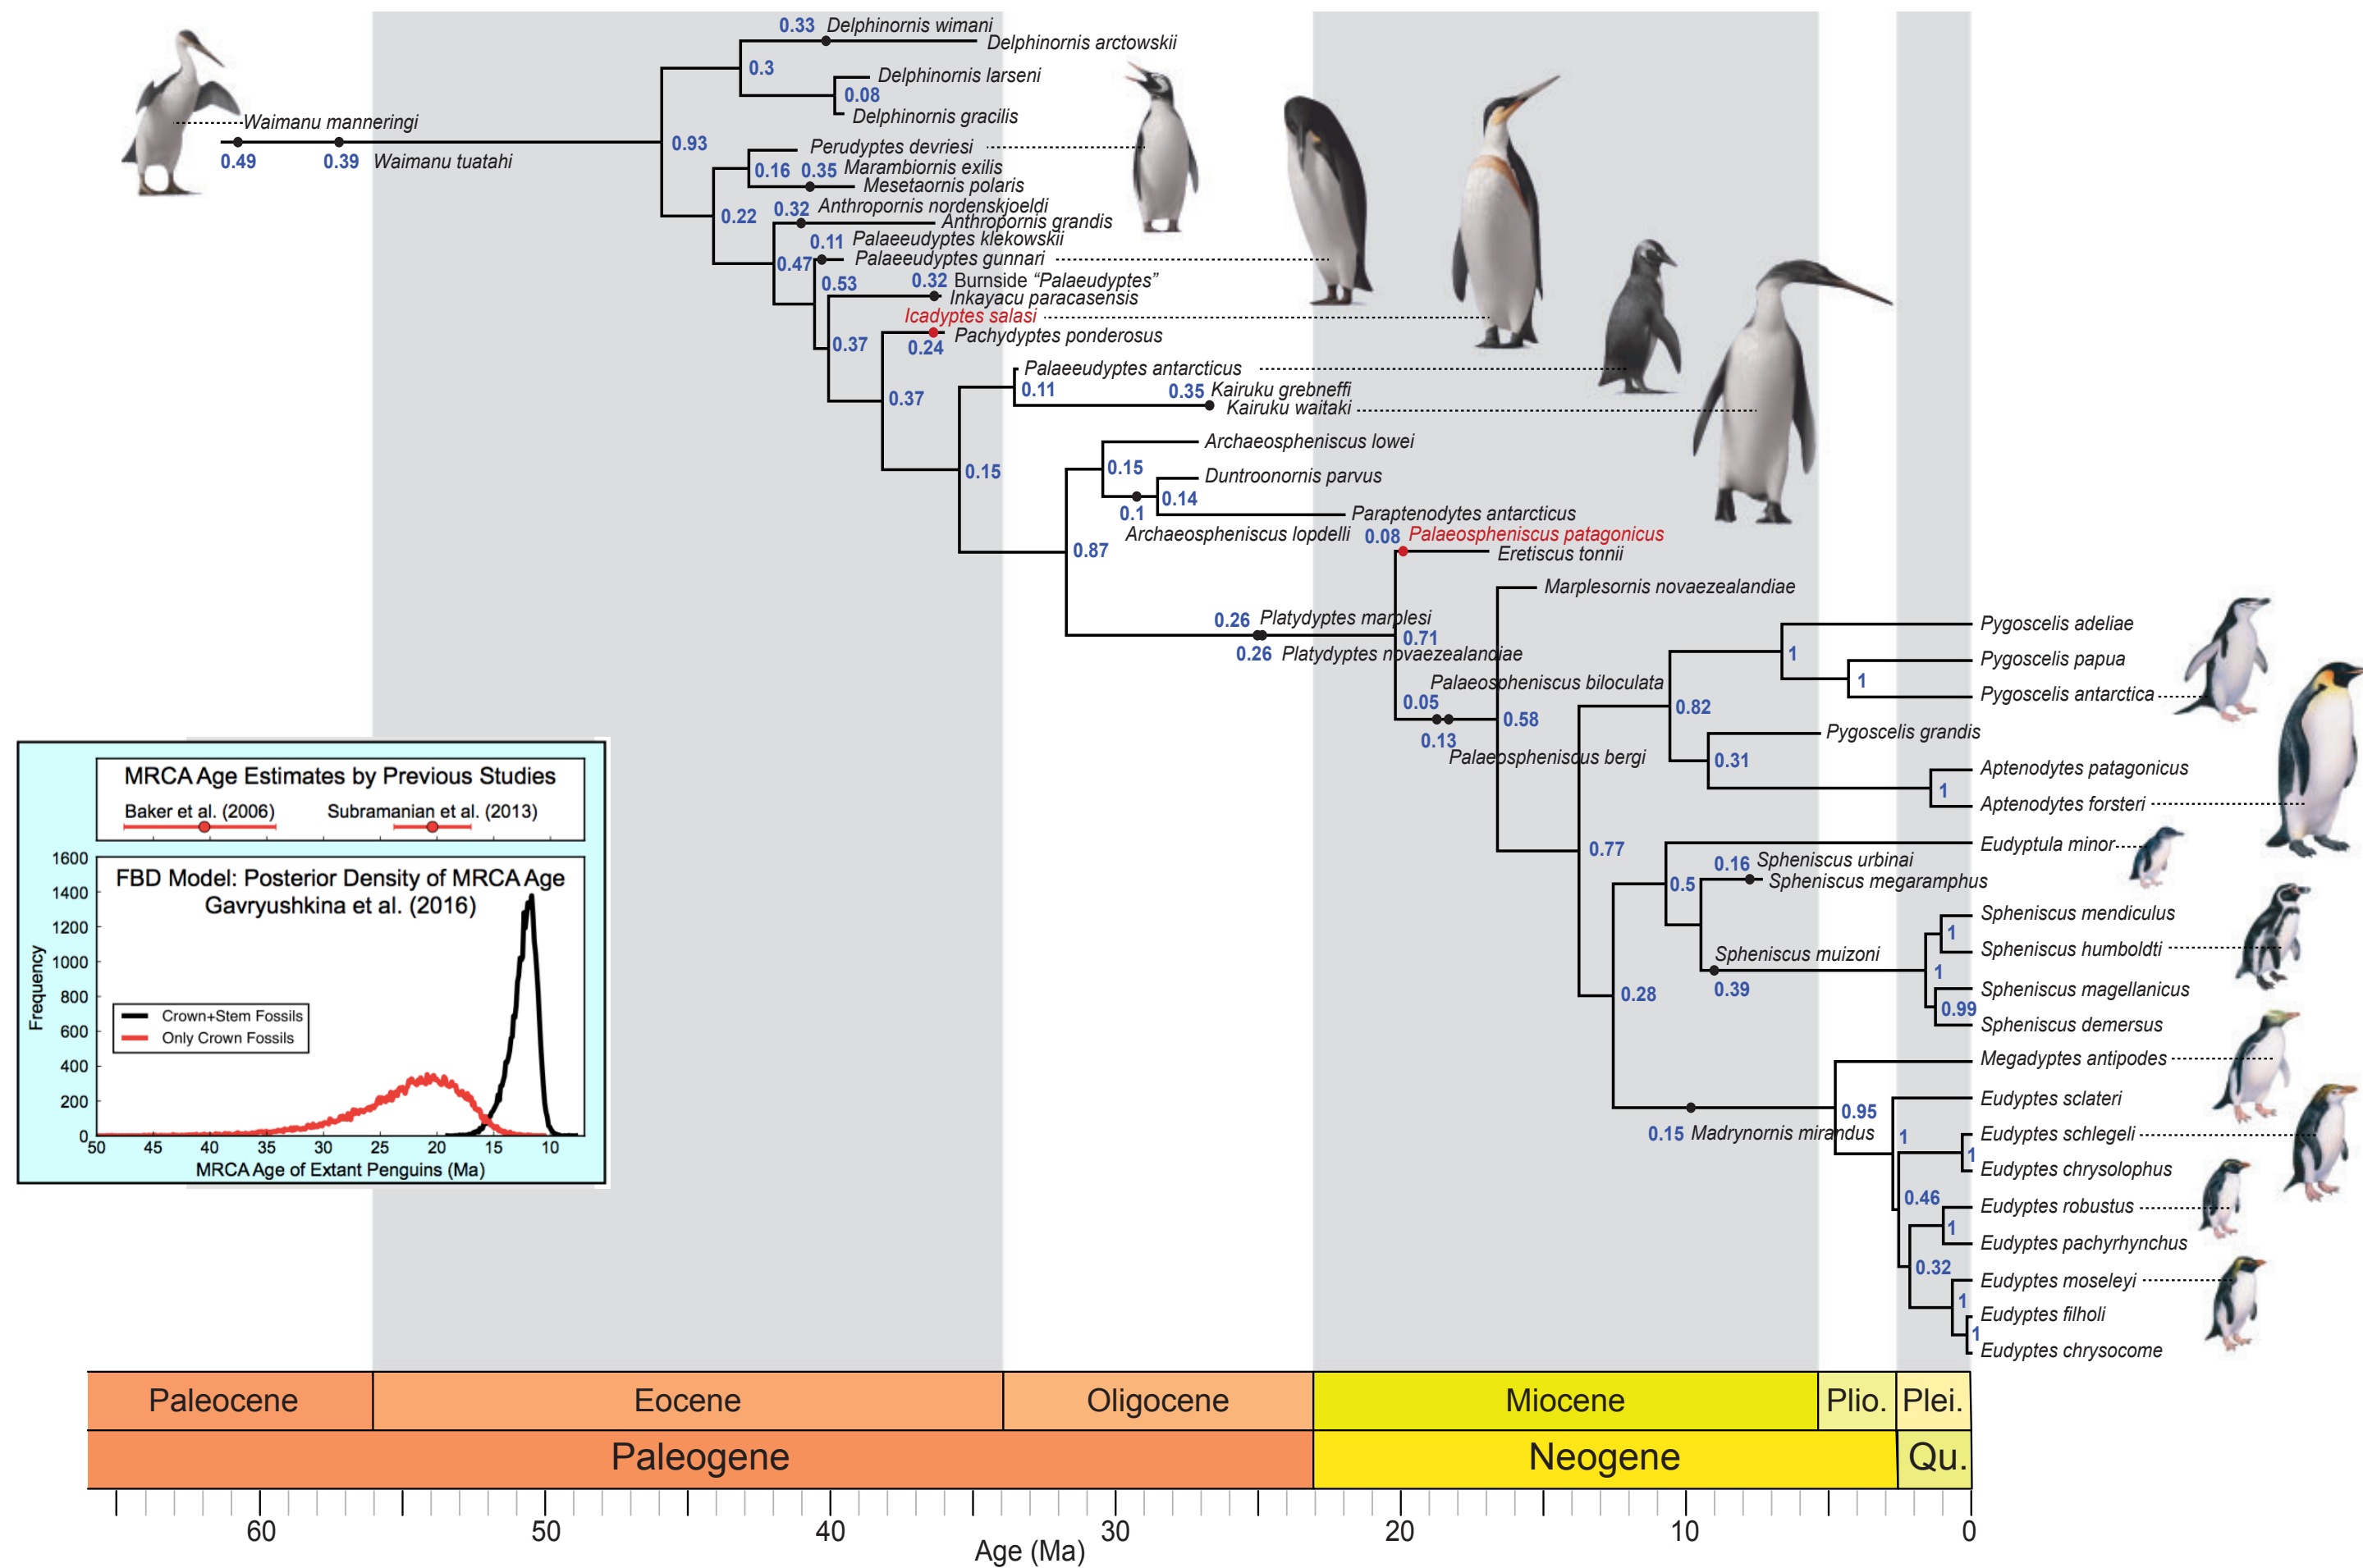 0.33 Delphinornis wimani
Delphinornis arctowskii
0.3
Delphinornis larseni
0.08
Delphinornis gracilis
Waimanu manneringi
0.93
0.49 0.39 Waimanu tuatahi
Perudyptes devriesi
0.16 0.35 Marambiornis exilis
Mesetaornis polaris
0.32 Anthropornis nordenskjoeldi
0.22
Anthropornis grandis
0.11 Palaeeudyptes klekowskii
0.47 Palaeeudyptes gunnari
0.53 0.32 Burnside “Palaeudyptes”
Inkayacu paracasensis
Icadyptes salasi
Pachydyptes ponderosus
0.37 0.24
Palaeeudyptes antarcticus
0.11 0.35 Kairuku grebneffi
0.37
Kairuku waitaki
Archaeospheniscus lowei
0.15 0.15
Duntroonornis parvus
0.14
0.1 Paraptenodytes antarcticus
Archaeospheniscus lopdelli 0.08 Palaeospheniscus patagonicus
0.87 Eretiscus tonnii
Marplesornis novaezealandiae
0.26 Platydyptes marplesi
0.71
0.26 Platydyptes novaezealandiae
Pygoscelis adeliae
1
Pygoscelis papua
1
Palaeospheniscus biloculata
Pygoscelis antarctica
0.05 0.82
0.58
0.13 Pygoscelis grandis
Palaeospheniscus bergi 0.31
Aptenodytes patagonicus
1
Aptenodytes forsteri
Eudyptula minor
0.77
0.16 Spheniscus urbinai
0.5 Spheniscus megaramphus
Spheniscus mendiculus
1
Spheniscus humboldti
Spheniscus muizoni
1
0.39 Spheniscus magellanicus
0.28 0.99
Spheniscus demersus
Megadyptes antipodes
Eudyptes sclateri
0.95
0.15 Madrynornis mirandus
1 Eudyptes schlegeli
1
Eudyptes chrysolophus
0.46
Eudyptes robustus
1
Eudyptes pachyrhynchus
0.32
Eudyptes moseleyi
1
Eudyptes filholi
1
Eudyptes chrysocome
MRCA Age Estimates by Previous Studies
Baker et al. (2006) Subramanian et al. (2013)
FBD Model: Posterior Density of MRCA Age
Gavryushkina et al. (2016)
Frequency
1600
1400
1200
1000
800
600
400
200
0
Crown+Stem Fossils
Only Crown Fossils
50 45 40 35 30 25 20 15 10
MRCA Age of Extant Penguins (Ma)
Paleocene Eocene Oligocene Miocene Plio. Plei.
Paleogene Neogene Qu.
60 50 40 30 20 10 0
Age (Ma)